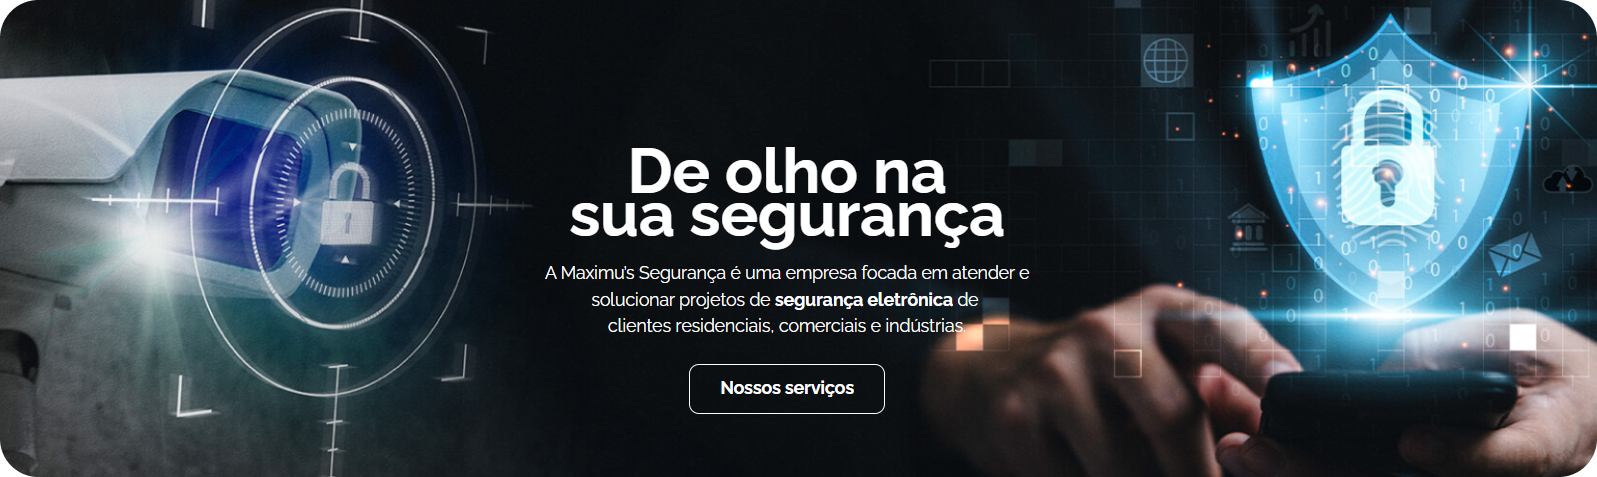 De olho na
sua segurança
A Maximu's Segurança é uma empresa focada em atender e
solucionar projetos de segurança eletrônica de
clientes residenciais, comerciais e indústrias.
Nossos serviços